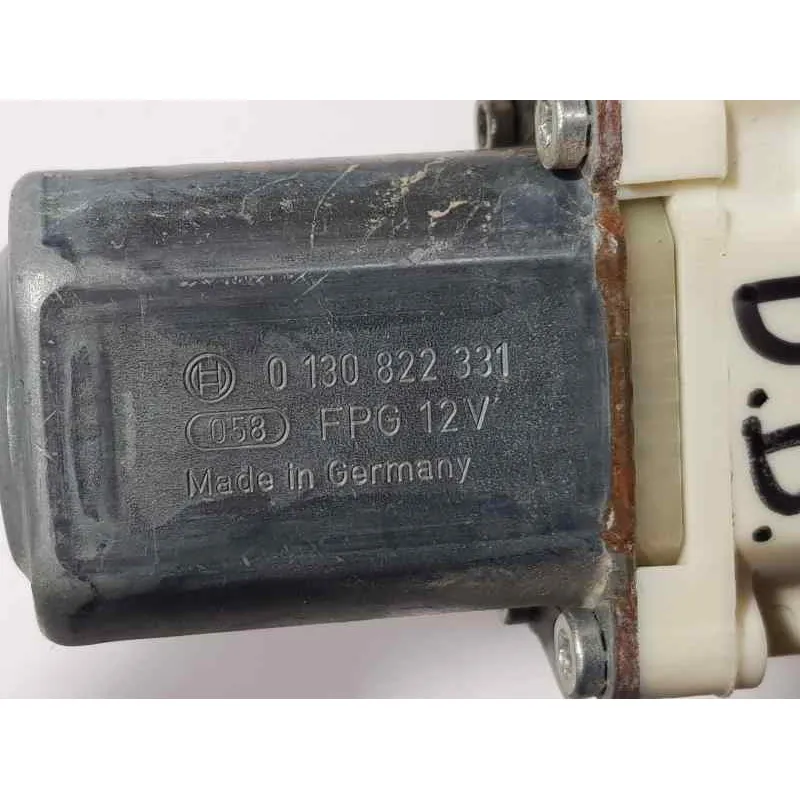 0 130 822 331
058 FPG 12V
Made in Germany
D.D.